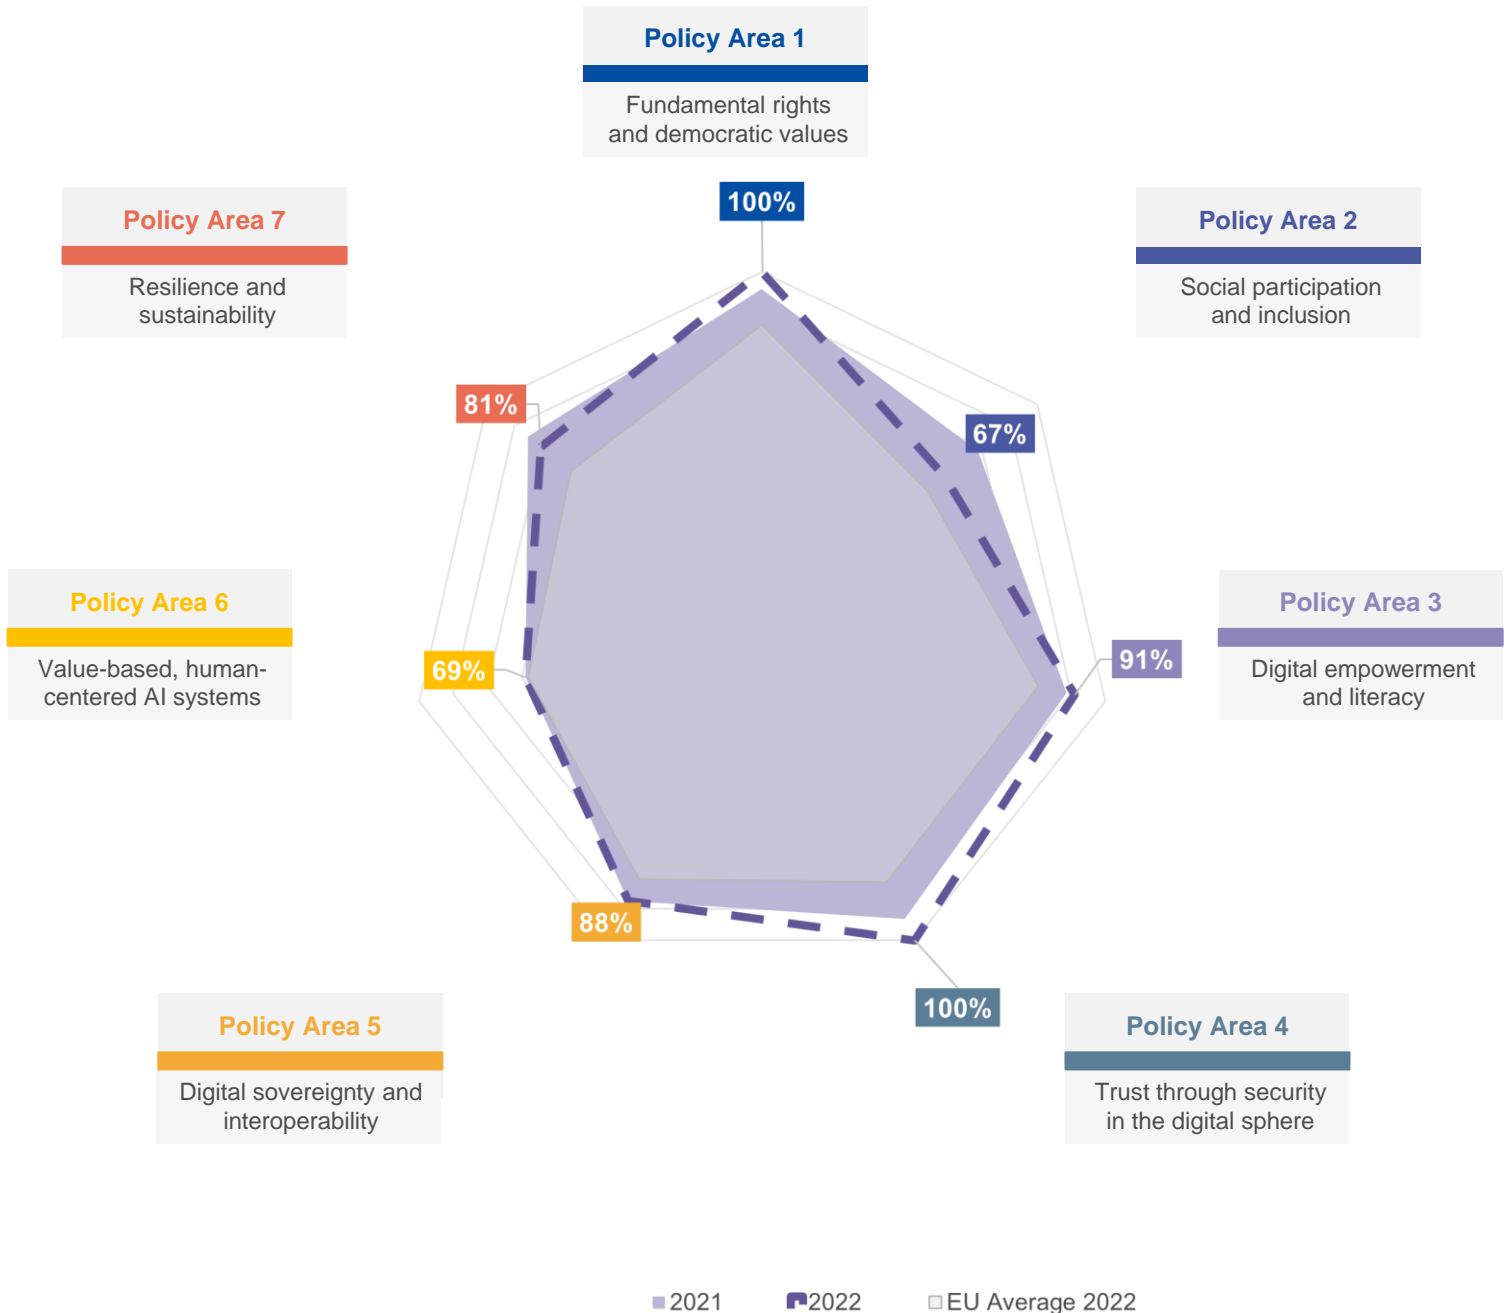 Policy Area 1
Fundamental rights
and democratic values
100%
Policy Area 7
Resilience and
sustainability
Policy Area 2
Social participation
and inclusion
81%
67%
Policy Area 6
Value-based, human-
centered AI systems
69%
91%
Policy Area 3
Digital empowerment
and literacy
88%
100%
Policy Area 5
Digital sovereignty and
interoperability
Policy Area 4
Trust through security
in the digital sphere
2021
2022
EU Average 2022